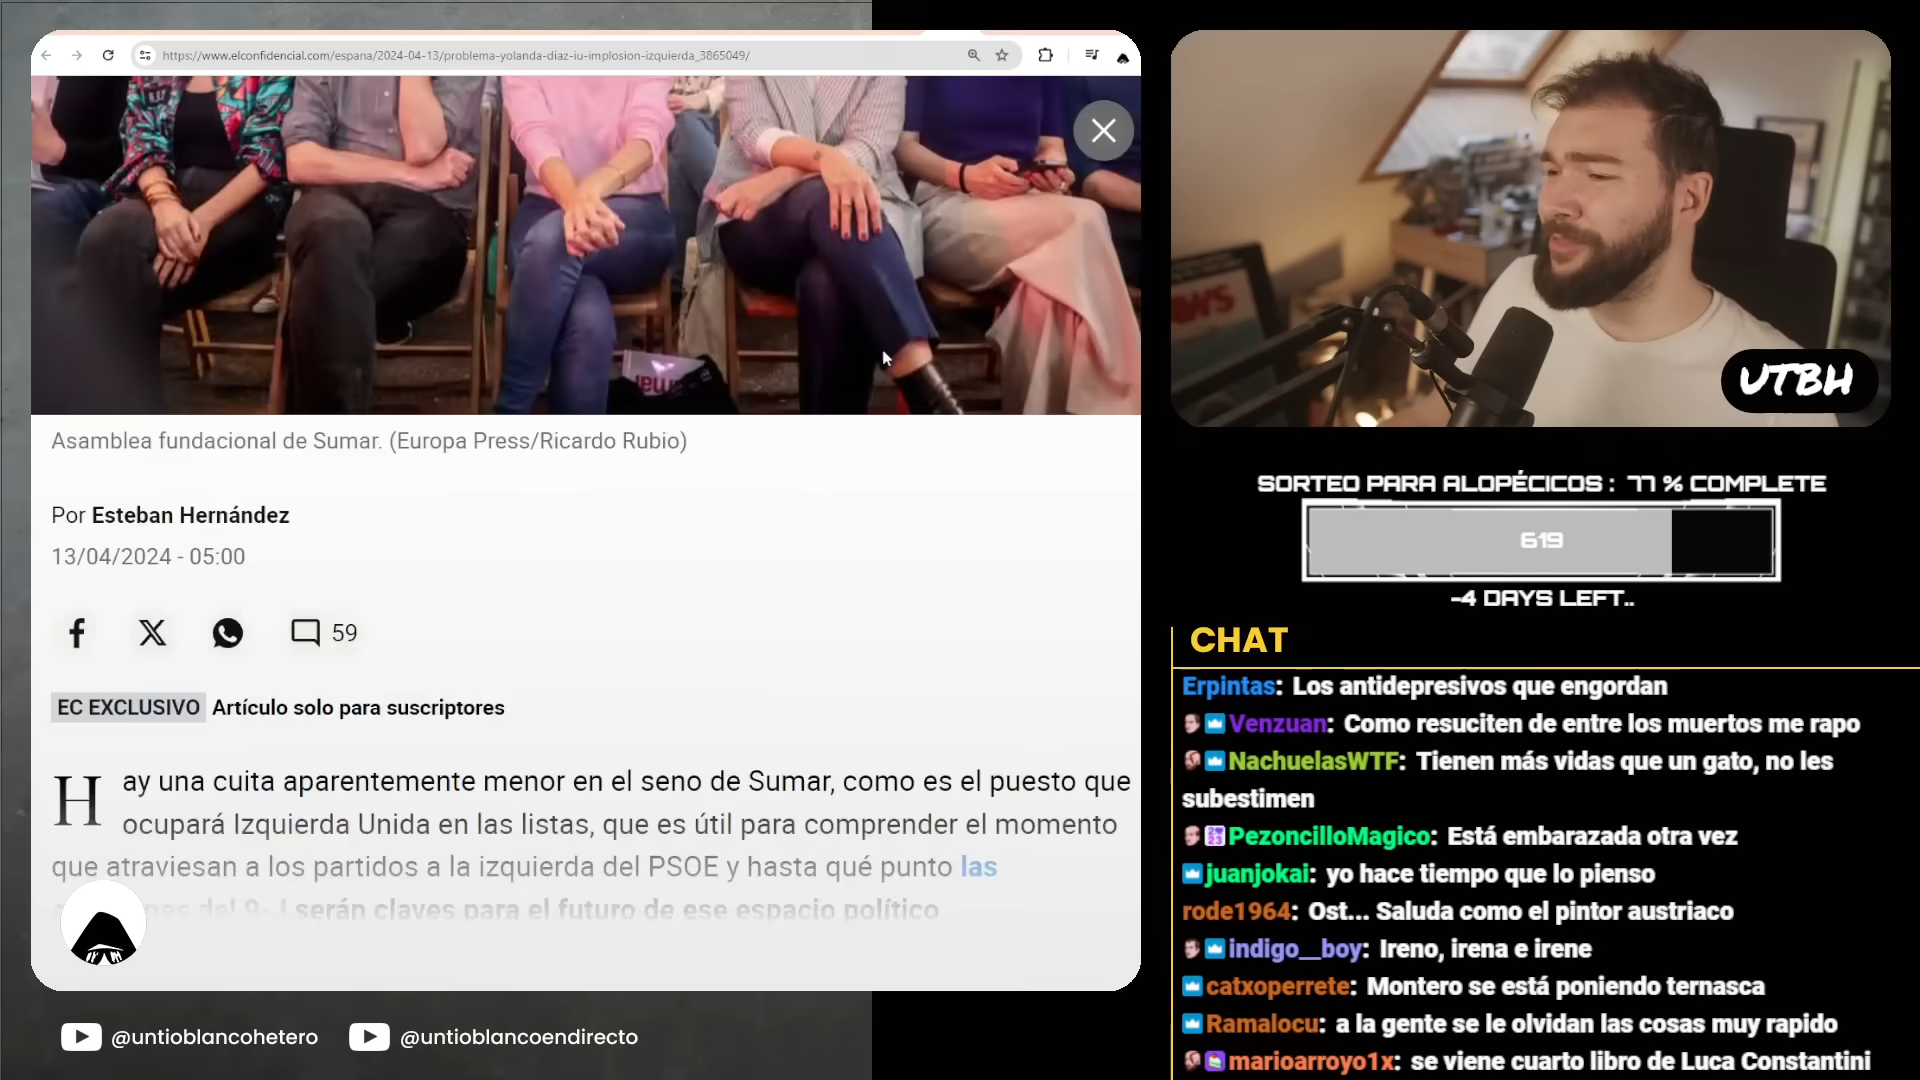 https://www.elconfidencial.com/espana/2024-04-13/problema-yolanda-diaz-iu-implosion-izquierda_3865049/
Asamblea fundacional de Sumar. (Europa Press/Ricardo Rubio)
Por Esteban Hernández
13/04/2024 - 05:00
59
EC EXCLUSIVO Artículo solo para suscriptores
Hay una cuita aparentemente menor en el seno de Sumar, como es el puesto que
ocupará Izquierda Unida en las listas, que es útil para comprender el momento
que atraviesan a los partidos a la izquierda del PSOE y hasta qué punto las
del 9-J serán claves para el futuro de ese espacio político
@untioblancohetero @untioblancoendirecto
UTBH
SORTEO PARA ALOPÉCICOS : 77 % COMPLETE
619
-4 DAYS LEFT..
CHAT
Erpintas: Los antidepresivos que engordan
Venzuan: Como resuciten de entre los muertos me rapo
NachuelasWTF: Tienen más vidas que un gato, no les
subestimen
PezoncilloMagico: Está embarazada otra vez
juanjokai: yo hace tiempo que lo pienso
rode1964: Ost... Saluda como el pintor austriaco
indigo__boy: Ireno, irena e irene
catxoperrete: Montero se está poniendo ternasca
Ramalocu: a la gente se le olvidan las cosas muy rapido
marioarroyo1x: se viene cuarto libro de Luca Constantini